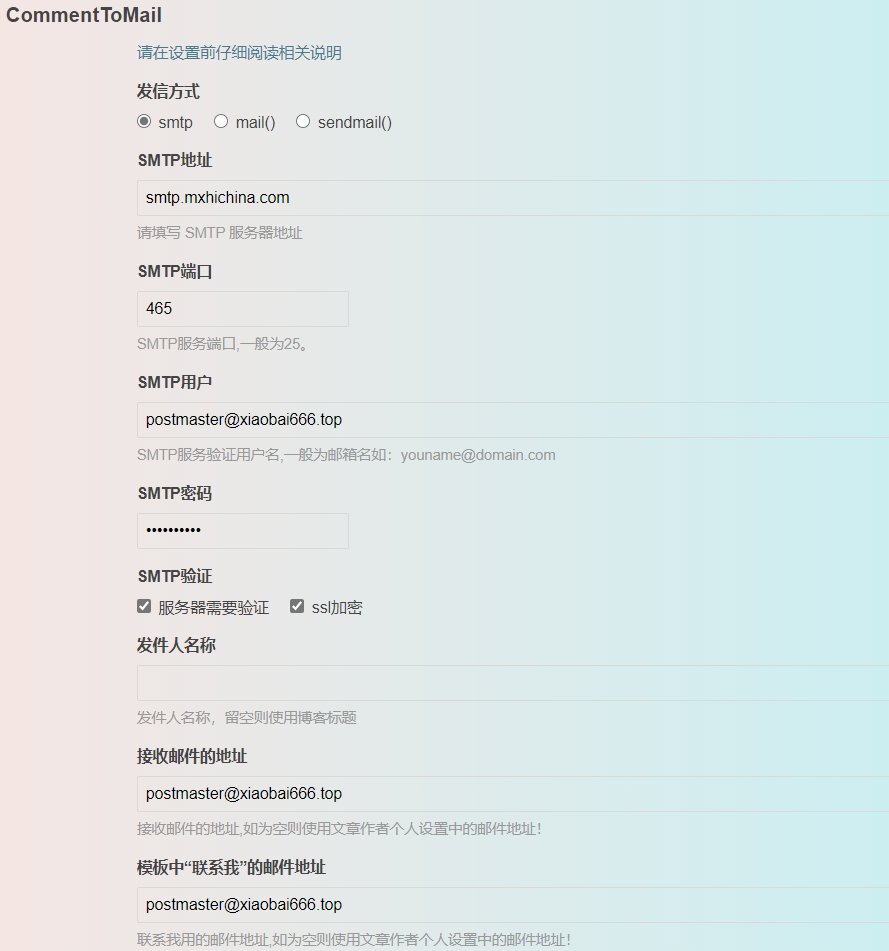 CommentToMail
请在设置前仔细阅读相关说明
发信方式
smtp mail() sendmail()
SMTP地址
smtp.mxhichina.com
请填写 SMTP 服务器地址
SMTP端口
465
SMTP服务端口,一般为25。
SMTP用户
postmaster@xiaobai666.top
SMTP服务验证用户名,一般为邮箱名如：youname@domain.com
SMTP密码
••••••••••
SMTP验证
服务器需要验证 ssl加密
发件人名称
发件人名称，留空则使用博客标题
接收邮件的地址
postmaster@xiaobai666.top
接收邮件的地址,如为空则使用文章作者个人设置中的邮件地址！
模板中“联系我”的邮件地址
postmaster@xiaobai666.top
联系我用的邮件地址,如为空则使用文章作者个人设置中的邮件地址！